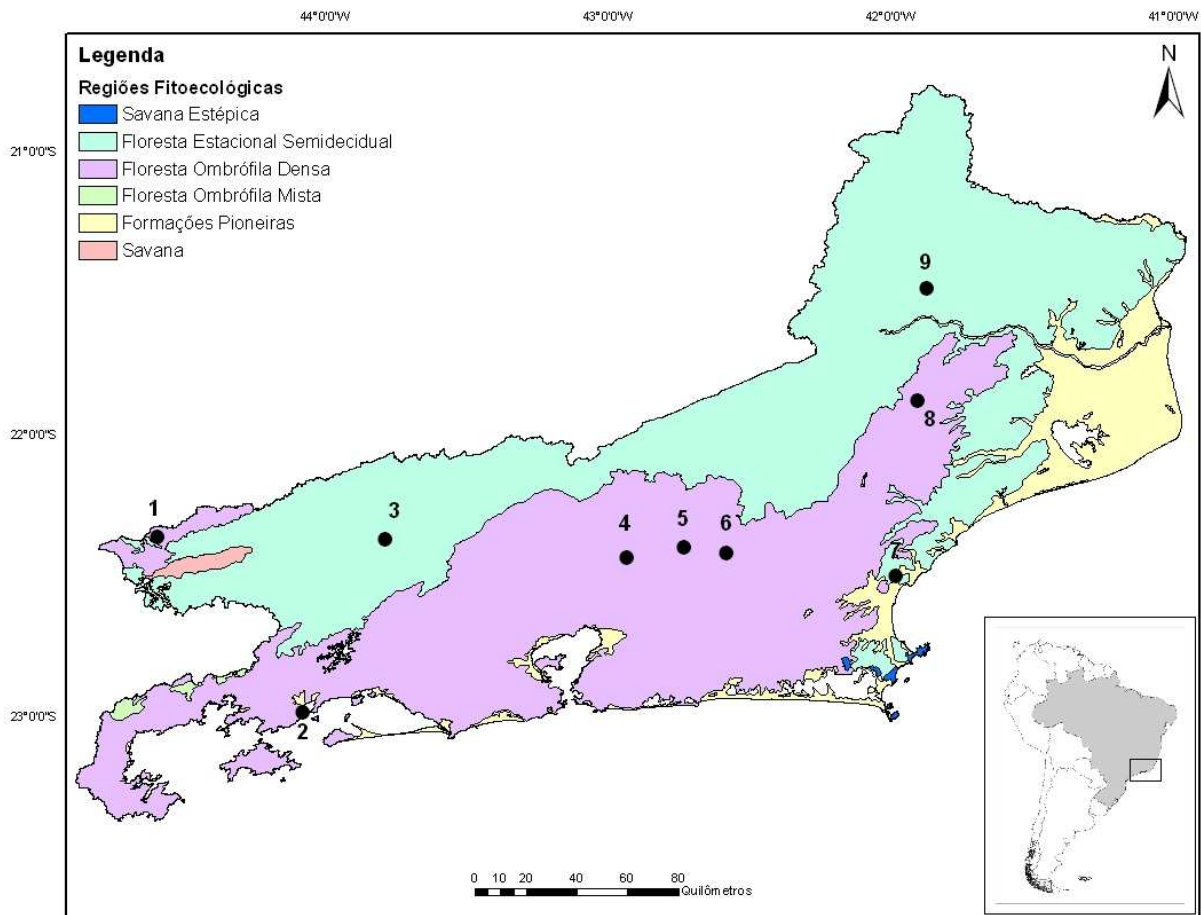 44°0'0"W 43°0'0"W 42°0'0"W 41°0'0"W
Legenda
N
Regiões Fitoecológicas
Savana Estépica
Floresta Estacional Semidecidual
21°0'0"S
Floresta Ombrófila Densa
Floresta Ombrófila Mista
Formações Pioneiras
Savana
9
8
22°0'0"S
1
3
4
5
6
7
23°0'0"S
2
0 10 20 40 60 80
Quilômetros